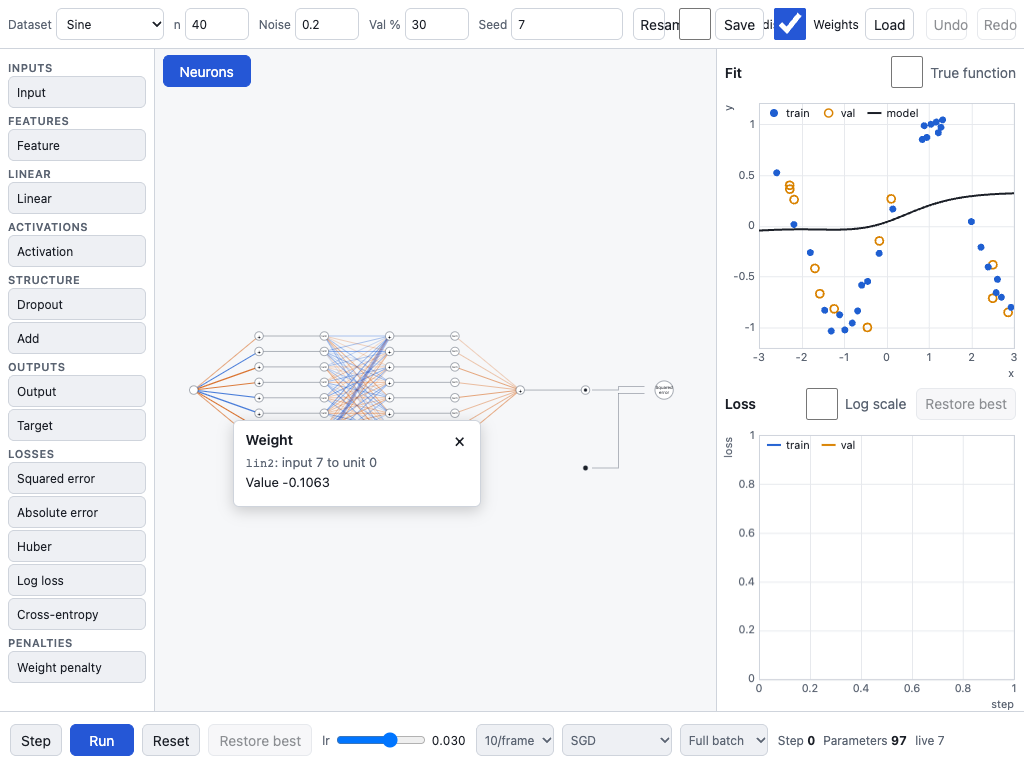 Dataset Sine n 40 Noise 0.2 Val % 30 Seed 7 Resam Save Weights Load Undo Redo
INPUTS
Input
FEATURES
Feature
LINEAR
Linear
ACTIVATIONS
Activation
STRUCTURE
Dropout
Add
OUTPUTS
Output
Target
LOSSES
Squared error
Absolute error
Huber
Log loss
Cross-entropy
PENALTIES
Weight penalty
Neurons
Squared
error
Weight ×
lin2: input 7 to unit 0
Value -0.1063
Fit True function
y
train val model
1
0.5
0
−0.5
−1
−3 −2 −1 0 1 2 3
x
Loss Log scale Restore best
loss
train val
1
0.8
0.6
0.4
0.2
0
0 0.2 0.4 0.6 0.8 1
step
Step Run Reset Restore best lr 0.030 10/frame SGD Full batch Step 0 Parameters 97 live 7